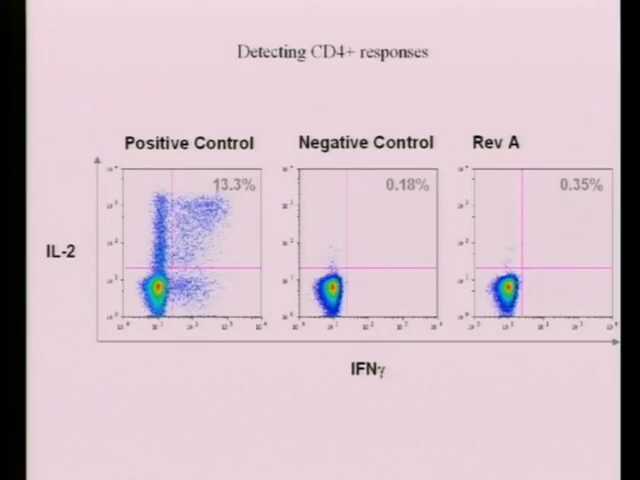 Detecting CD4+ responses
Positive Control
Negative Control
Rev A
13.3%
0.18%
0.35%
IL-2
IFNγ